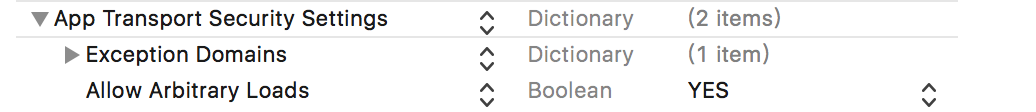 App Transport Security Settings Dictionary (2 items)
Exception Domains Dictionary (1 item)
Allow Arbitrary Loads Boolean YES